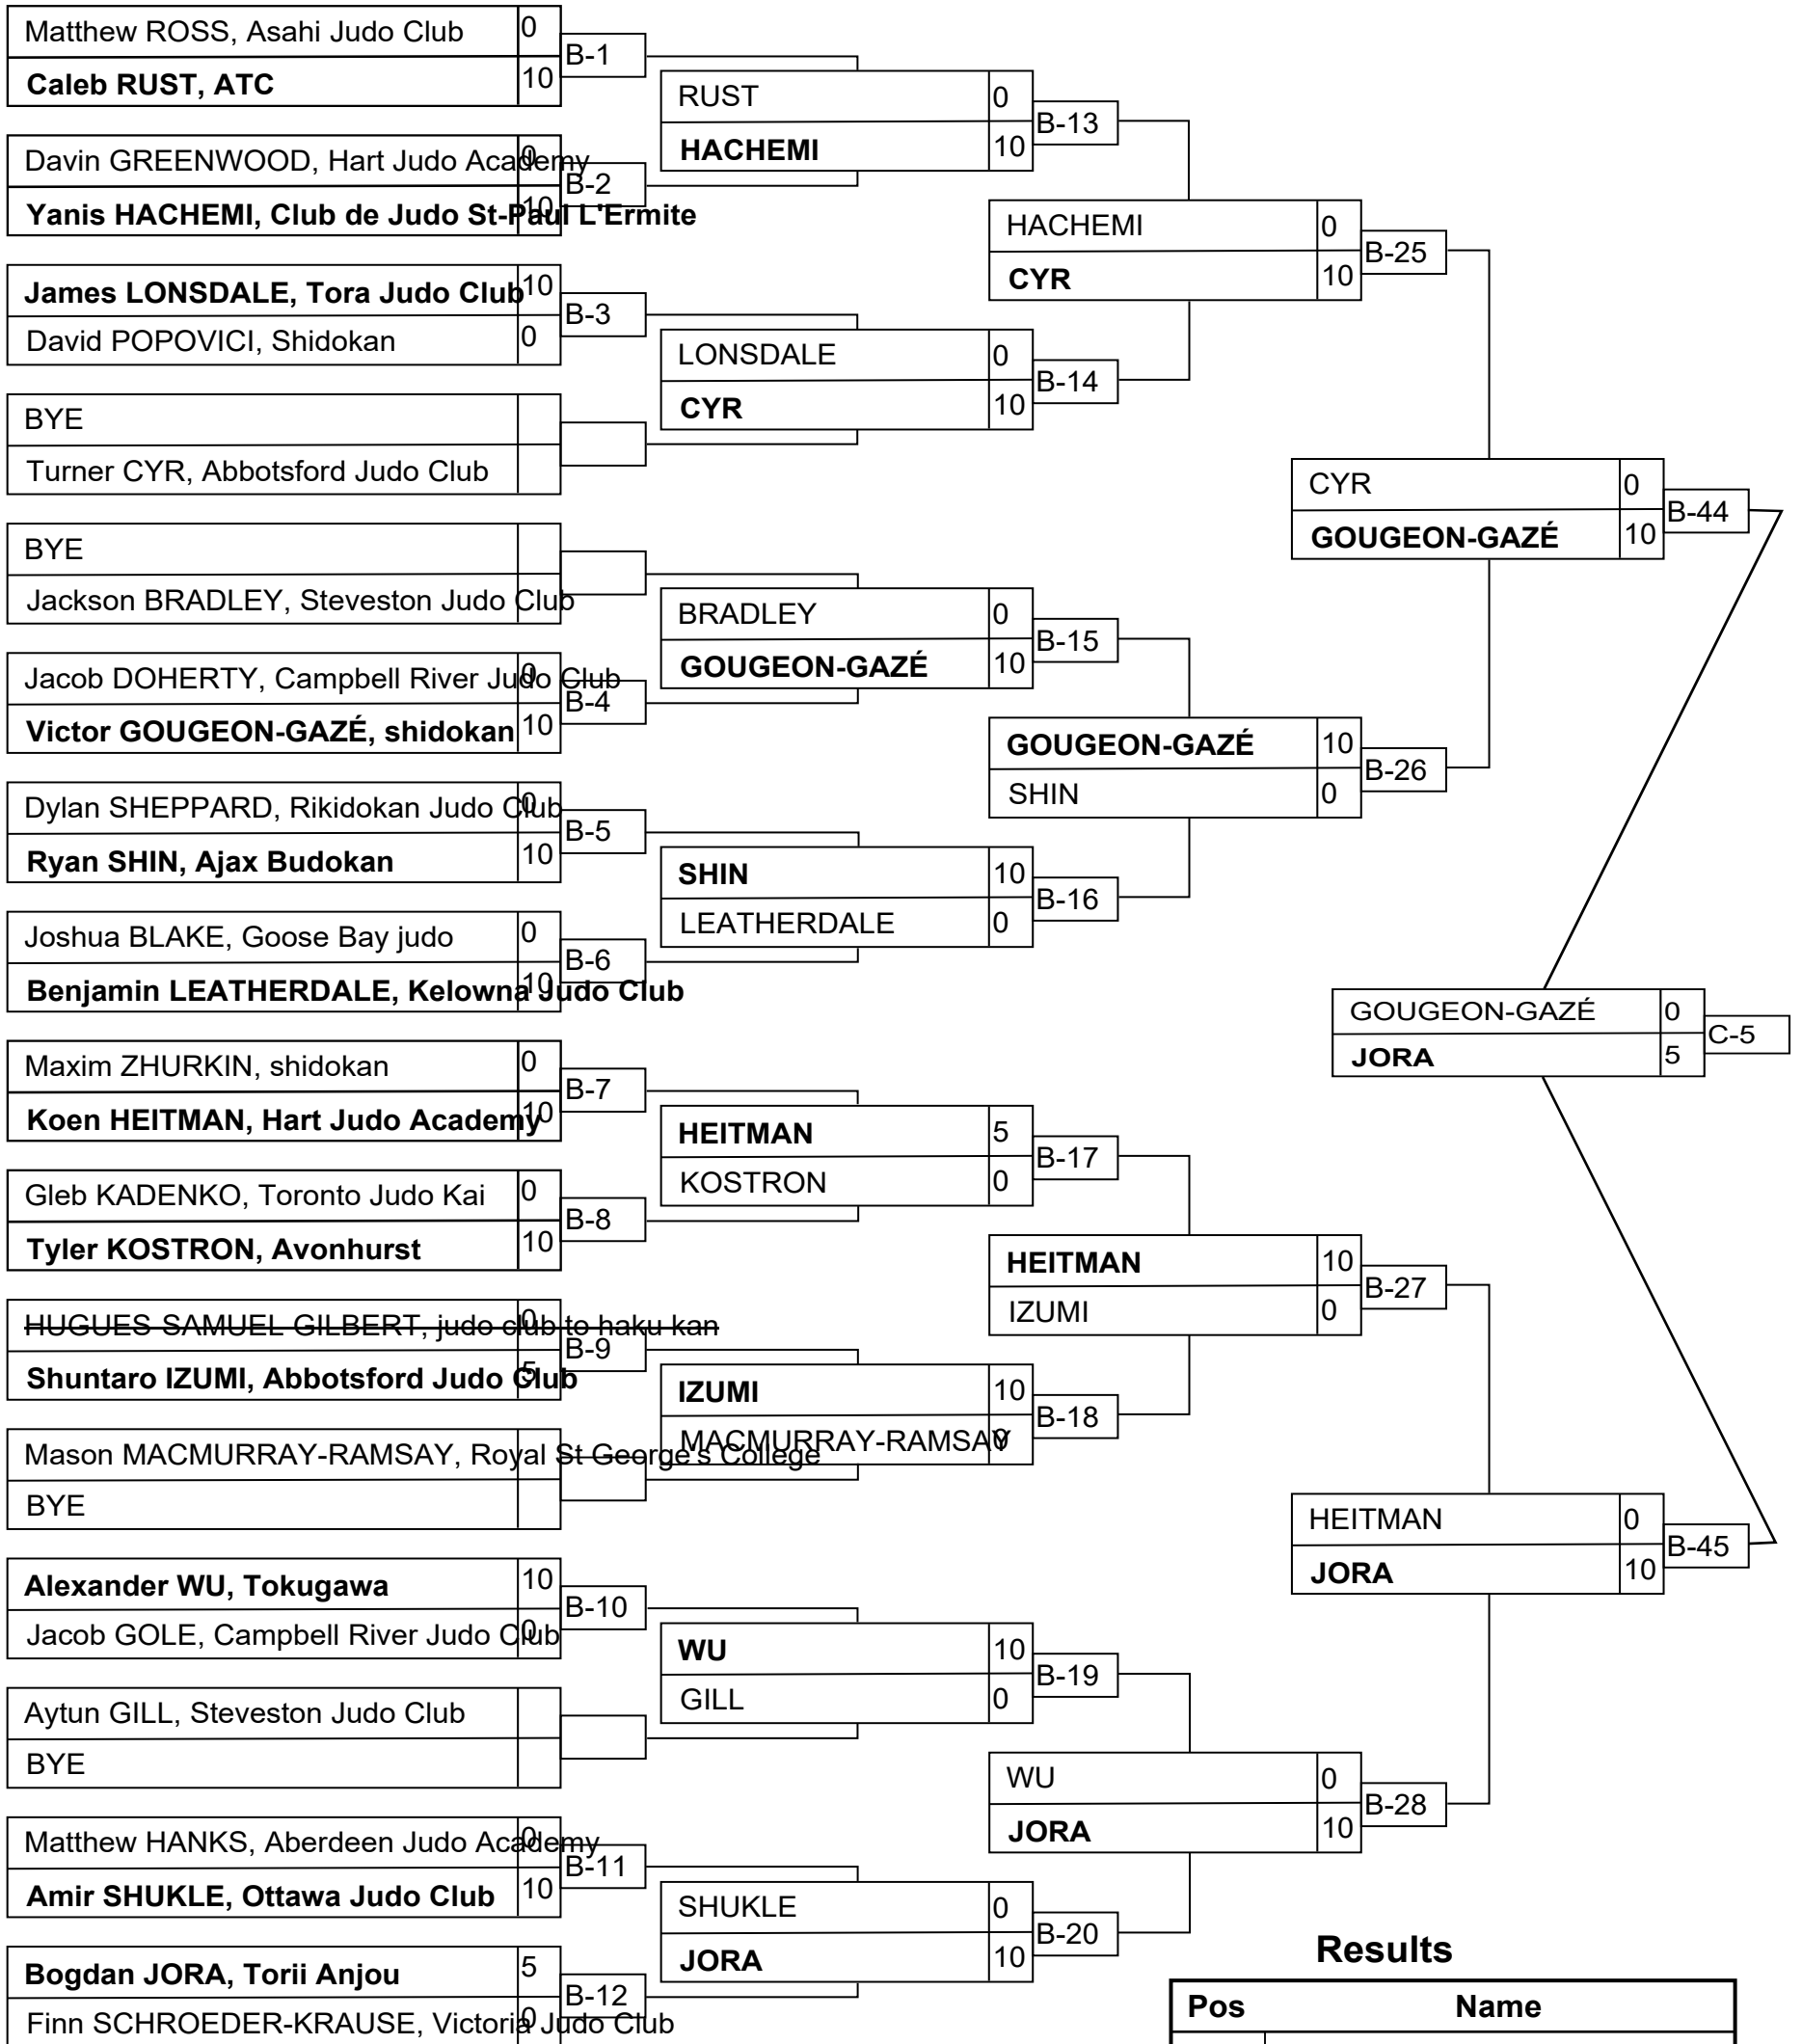 Matthew ROSS, Asahi Judo Club 0
B-1
Caleb RUST, ATC 10
Davin GREENWOOD, Hart Judo Academy 0
B-2
Yanis HACHEMI, Club de Judo St-Paul L'Ermite 10
James LONSDALE, Tora Judo Club 10
B-3
David POPOVICI, Shidokan 0
BYE
Turner CYR, Abbotsford Judo Club
BYE
Jackson BRADLEY, Steveston Judo Club
Jacob DOHERTY, Campbell River Judo Club 0
B-4
Victor GOUGEON-GAZÉ, shidokan 10
Dylan SHEPPARD, Rikidokan Judo Club 0
B-5
Ryan SHIN, Ajax Budokan 10
Joshua BLAKE, Goose Bay judo 0
B-6
Benjamin LEATHERDALE, Kelowna Judo Club 10
Maxim ZHURKIN, shidokan 0
B-7
Koen HEITMAN, Hart Judo Academy 10
Gleb KADENKO, Toronto Judo Kai 0
B-8
Tyler KOSTRON, Avonhurst 10
HUGUES-SAMUEL GILBERT, judo club to haku kan 0
B-9
Shuntaro IZUMI, Abbotsford Judo Club 5
Mason MACMURRAY-RAMSAY, Royal St George's College
BYE
Alexander WU, Tokugawa 10
B-10
Jacob GOLE, Campbell River Judo Club 0
Aytun GILL, Steveston Judo Club
BYE
Matthew HANKS, Aberdeen Judo Academy 0
B-11
Amir SHUKLE, Ottawa Judo Club 10
Bogdan JORA, Torii Anjou 5
B-12
Finn SCHROEDER-KRAUSE, Victoria Judo Club 0
RUST 0
B-13
HACHEMI 10
LONSDALE 0
B-14
CYR 10
BRADLEY 0
B-15
GOUGEON-GAZÉ 10
SHIN 10
B-16
LEATHERDALE 0
HEITMAN 5
B-17
KOSTRON 0
IZUMI 10
B-18
MACMURRAY-RAMSAY 0
WU 10
B-19
GILL 0
SHUKLE 0
B-20
JORA 10
HACHEMI 0
B-25
CYR 10
GOUGEON-GAZÉ 10
B-26
SHIN 0
HEITMAN 10
B-27
IZUMI 0
WU 0
B-28
JORA 10
CYR 0
B-44
GOUGEON-GAZÉ 10
HEITMAN 0
B-45
JORA 10
GOUGEON-GAZÉ 0
C-5
JORA 5
Results
Pos Name